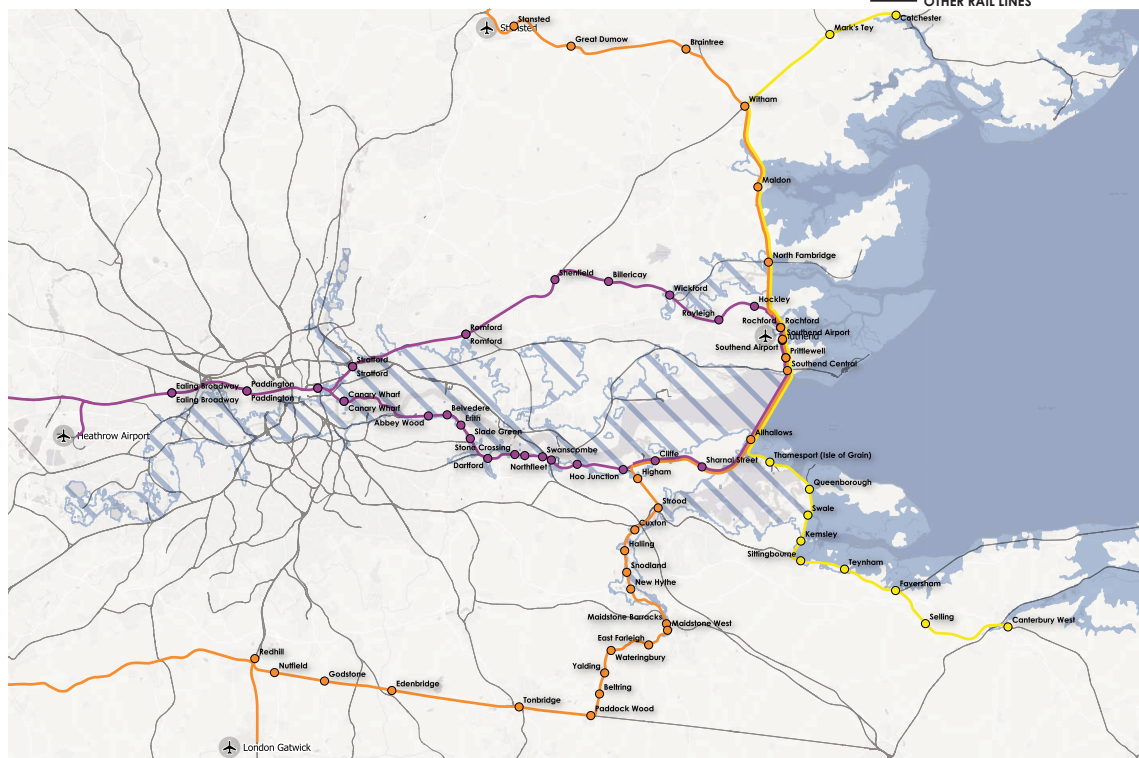 OTHER RAIL LINES
Stansted
Stansted
Colchester
Mark's Tey
Great Dumow
Braintree
Witham
Maldon
North Fambridge
Shenfield
Billericay
Wickford
Hockley
Rayleigh
Rochford
Rochford
Southend Airport
Southend
Southend Airport
Prittlewell
Southend Central
Romford
Romford
Stratford
Stratford
Ealing Broadway
Ealing Broadway
Paddington
Paddington
Canary Wharf
Canary Wharf
Abbey Wood
Belvedere
Erith
Slade Green
Heathrow Airport
Stone Crossing
Dartford
Northfleet
Swanscombe
Hoo Junction
Cliffe
Higham
Sharnal Street
Allhallows
Thamesport (Isle of Grain)
Queenborough
Swale
Kemsley
Sittingbourne
Teynham
Faversham
Selling
Canterbury West
Strood
Cuxton
Halling
Snodland
New Hythe
Maidstone Barracks
Maidstone West
East Farleigh
Wateringbury
Yalding
Beltring
Paddock Wood
Tonbridge
Edenbridge
Godstone
Nutfield
Redhill
London Gatwick